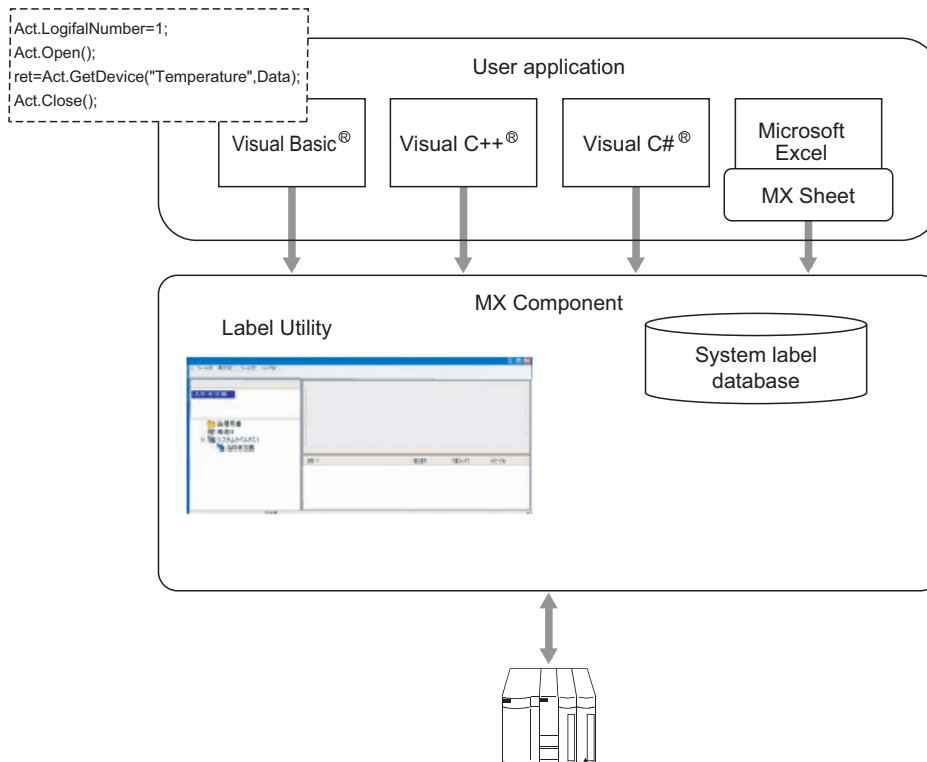 Act.LogifalNumber=1;
Act.Open();
ret=Act.GetDevice("Temperature",Data);
Act.Close();
User application
Visual Basic®
Visual C++®
Visual C#®
Microsoft
Excel
MX Sheet
MX Component
Label Utility
System label
database